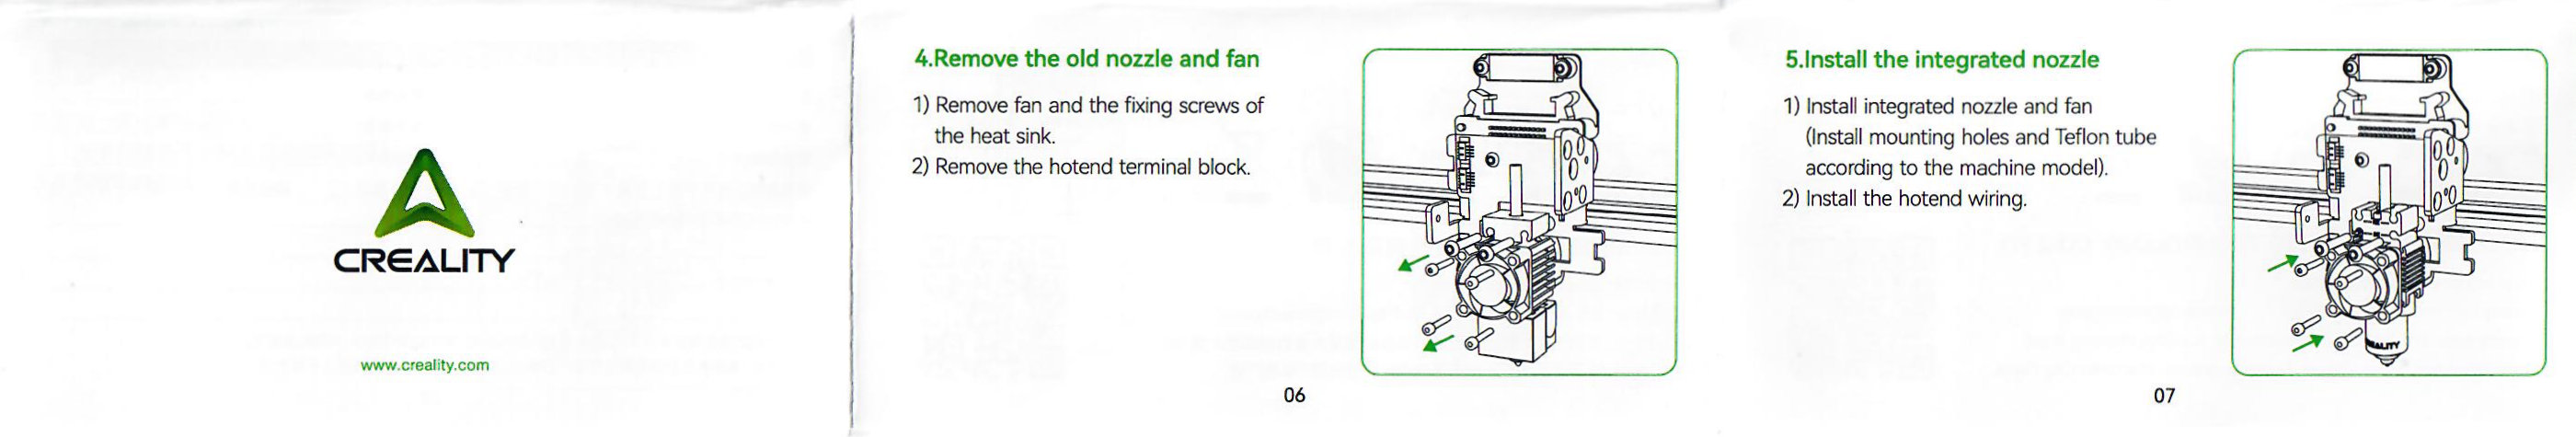 CREALITY
www.creality.com
4.Remove the old nozzle and fan
1) Remove fan and the fixing screws of
the heat sink.
2) Remove the hotend terminal block.
06
5.Install the integrated nozzle
1) Install integrated nozzle and fan
(Install mounting holes and Teflon tube
according to the machine model).
2) Install the hotend wiring.
CREALITY
07